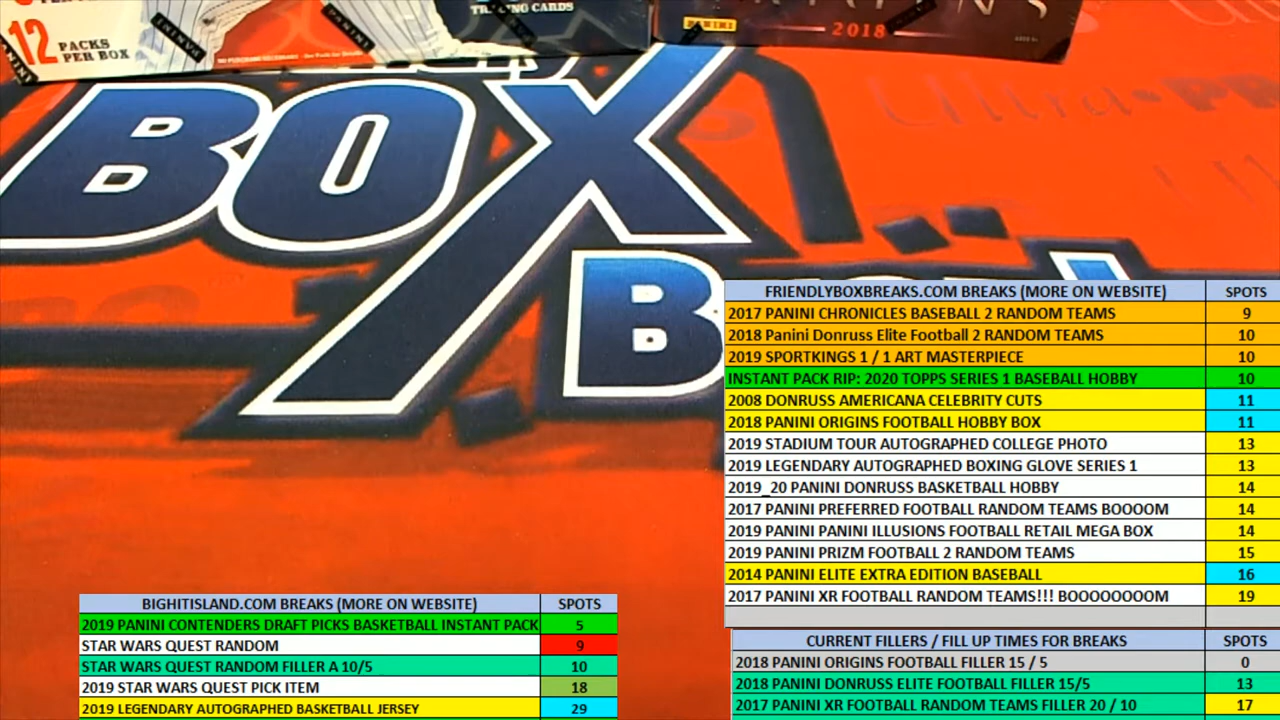 12 PACKS
PER BOX
PANINI
PANINI
PANINI
TRADING CARDS
PANINI
2018
BOX
B
Ultra PR
FRIENDLYBOXBREAKS.COM BREAKS (MORE ON WEBSITE) SPOTS
2017 PANINI CHRONICLES BASEBALL 2 RANDOM TEAMS 9
2018 Panini Donruss Elite Football 2 RANDOM TEAMS 10
2019 SPORTKINGS 1 / 1 ART MASTERPIECE 10
INSTANT PACK RIP: 2020 TOPPS SERIES 1 BASEBALL HOBBY 10
2008 DONRUSS AMERICANA CELEBRITY CUTS 11
2018 PANINI ORIGINS FOOTBALL HOBBY BOX 11
2019 STADIUM TOUR AUTOGRAPHED COLLEGE PHOTO 13
2019 LEGENDARY AUTOGRAPHED BOXING GLOVE SERIES 1 13
2019_20 PANINI DONRUSS BASKETBALL HOBBY 14
2017 PANINI PREFERRED FOOTBALL RANDOM TEAMS BOOOOM 14
2019 PANINI PANINI ILLUSIONS FOOTBALL RETAIL MEGA BOX 14
2019 PANINI PRIZM FOOTBALL 2 RANDOM TEAMS 15
2014 PANINI ELITE EXTRA EDITION BASEBALL 16
2017 PANINI XR FOOTBALL RANDOM TEAMS!!! BOOOOOOOOM 19
BIGHITISLAND.COM BREAKS (MORE ON WEBSITE) SPOTS
2019 PANINI CONTENDERS DRAFT PICKS BASKETBALL INSTANT PACK 5
STAR WARS QUEST RANDOM 9
STAR WARS QUEST RANDOM FILLER A 10/5 10
2019 STAR WARS QUEST PICK ITEM 18
2019 LEGENDARY AUTOGRAPHED BASKETBALL JERSEY 29
CURRENT FILLERS / FILL UP TIMES FOR BREAKS SPOTS
2018 PANINI ORIGINS FOOTBALL FILLER 15 / 5 0
2018 PANINI DONRUSS ELITE FOOTBALL FILLER 15/5 13
2017 PANINI XR FOOTBALL RANDOM TEAMS FILLER 20 / 10 17